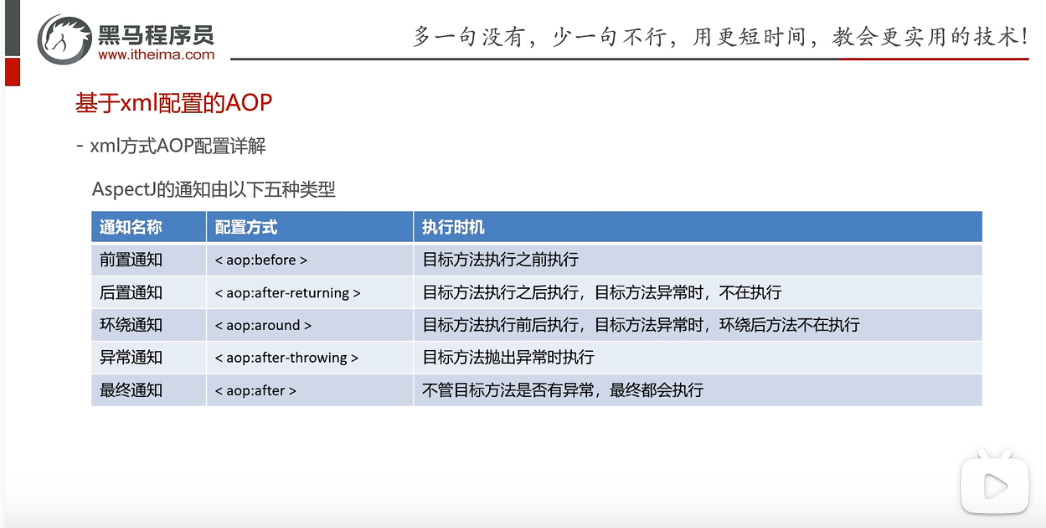 黑马程序员
www.itheima.com
多一句没有，少一句不行，用更短时间，教会更实用的技术！
基于xml配置的AOP
- xml方式AOP配置详解
AspectJ的通知由以下五种类型
通知名称 配置方式 执行时机
前置通知 < aop:before > 目标方法执行之前执行
后置通知 < aop:after-returning > 目标方法执行之后执行，目标方法异常时，不在执行
环绕通知 < aop:around > 目标方法执行前后执行，目标方法异常时，环绕后方法不在执行
异常通知 < aop:after-throwing > 目标方法抛出异常时执行
最终通知 < aop:after > 不管目标方法是否有异常，最终都会执行